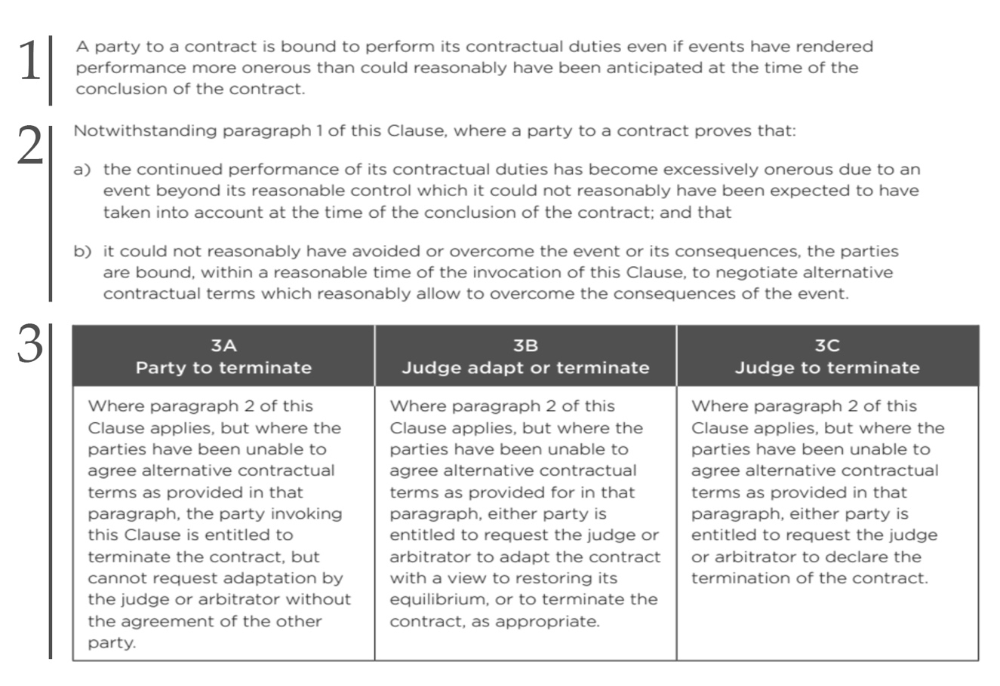 1
A party to a contract is bound to perform its contractual duties even if events have rendered
performance more onerous than could reasonably have been anticipated at the time of the
conclusion of the contract.
2
Notwithstanding paragraph 1 of this Clause, where a party to a contract proves that:
a) the continued performance of its contractual duties has become excessively onerous due to an
event beyond its reasonable control which it could not reasonably have been expected to have
taken into account at the time of the conclusion of the contract; and that
b) it could not reasonably have avoided or overcome the event or its consequences, the parties
are bound, within a reasonable time of the invocation of this Clause, to negotiate alternative
contractual terms which reasonably allow to overcome the consequences of the event.
3
3A
Party to terminate
Where paragraph 2 of this
Clause applies, but where the
parties have been unable to
agree alternative contractual
terms as provided in that
paragraph, the party invoking
this Clause is entitled to
terminate the contract, but
cannot request adaptation by
the judge or arbitrator without
the agreement of the other
party.
3B
Judge adapt or terminate
Where paragraph 2 of this
Clause applies, but where the
parties have been unable to
agree alternative contractual
terms as provided for in that
paragraph, either party is
entitled to request the judge or
arbitrator to adapt the contract
with a view to restoring its
equilibrium, or to terminate the
contract, as appropriate.
3C
Judge to terminate
Where paragraph 2 of this
Clause applies, but where the
parties have been unable to
agree alternative contractual
terms as provided in that
paragraph, either party is
entitled to request the judge
or arbitrator to declare the
termination of the contract.